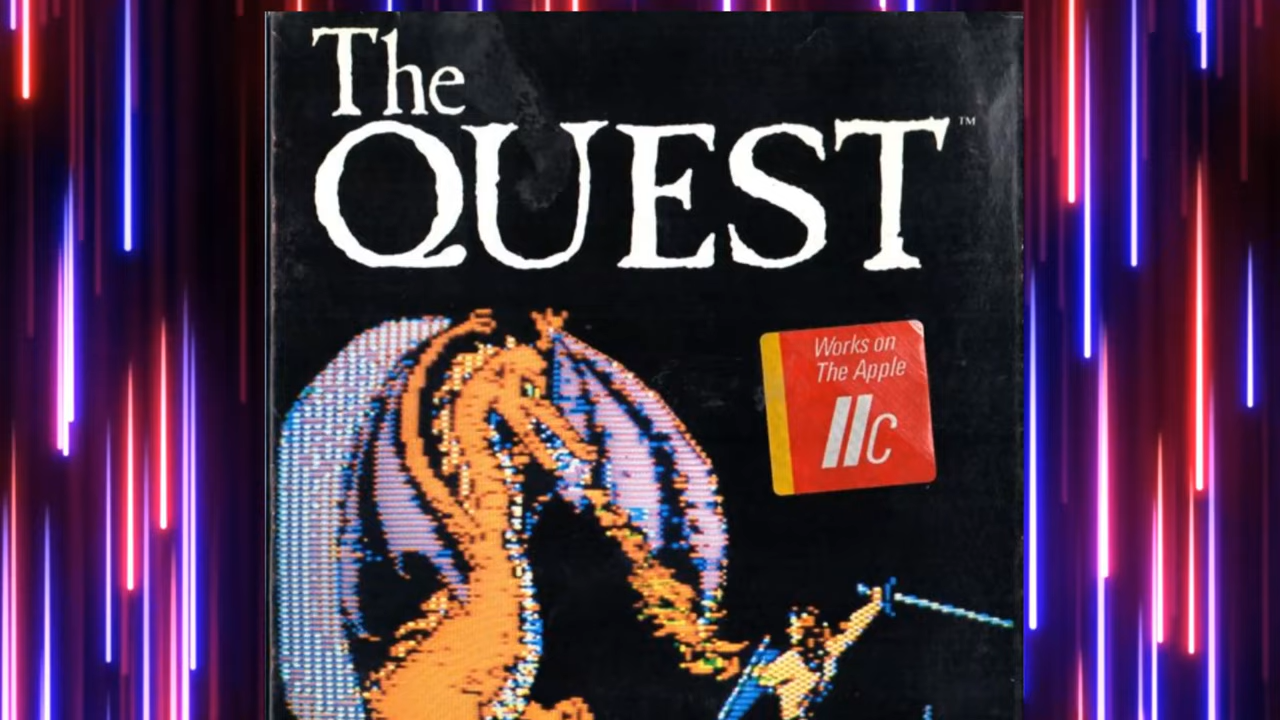 The
QUEST™
Works on
The Apple
IIc